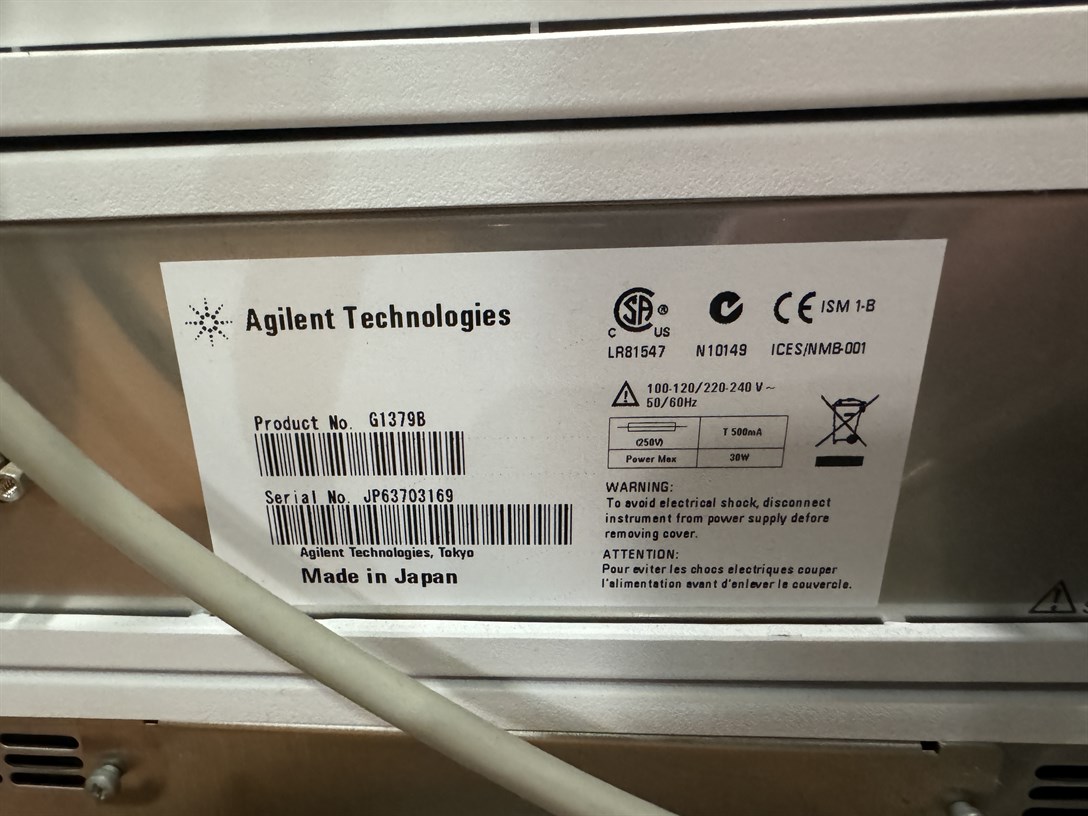 Agilent Technologies
Product No. G1379B
Serial No. JP63703169
Agilent Technologies, Tokyo
Made in Japan
SA ®
C US
LR81547
N10149
CE ISM 1-B
ICES/NMB-001
100-120/220-240 V ~
50/60Hz
(250V) T 500mA
Power Max 30W
WARNING:
To avoid electrical shock, disconnect
instrument from power supply defore
removing cover.
ATTENTION:
Pour eviter les chocs electriques couper
l'alimentation avant d'enlever le couvercle.